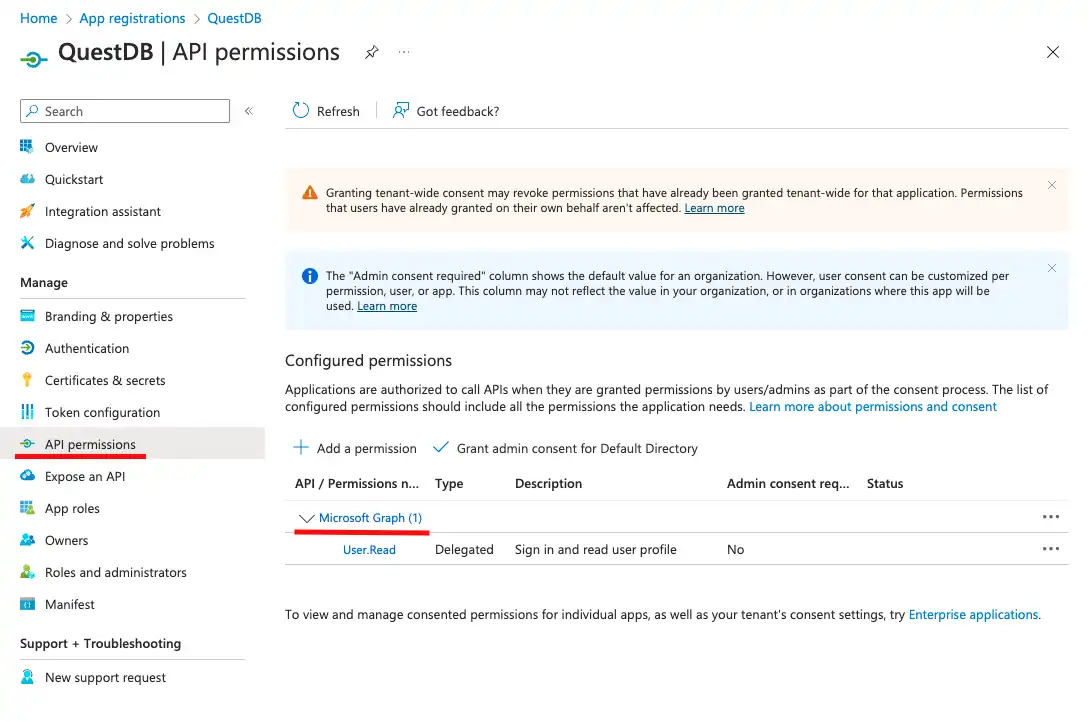 Home > App registrations > QuestDB
QuestDB | API permissions
Search
Overview
Quickstart
Integration assistant
Diagnose and solve problems
Manage
Branding & properties
Authentication
Certificates & secrets
Token configuration
API permissions
Expose an API
App roles
Owners
Roles and administrators
Manifest
Support + Troubleshooting
New support request
Refresh
Got feedback?
Granting tenant-wide consent may revoke permissions that have already been granted tenant-wide for that application. Permissions
that users have already granted on their own behalf aren't affected. Learn more
The "Admin consent required" column shows the default value for an organization. However, user consent can be customized per
permission, user, or app. This column may not reflect the value in your organization, or in organizations where this app will be
used. Learn more
Configured permissions
Applications are authorized to call APIs when they are granted permissions by users/admins as part of the consent process. The list of
configured permissions should include all the permissions the application needs. Learn more about permissions and consent
Add a permission
Grant admin consent for Default Directory
API / Permissions n... Type Description Admin consent req... Status
Microsoft Graph (1)
User.Read Delegated Sign in and read user profile No
To view and manage consented permissions for individual apps, as well as your tenant's consent settings, try Enterprise applications.